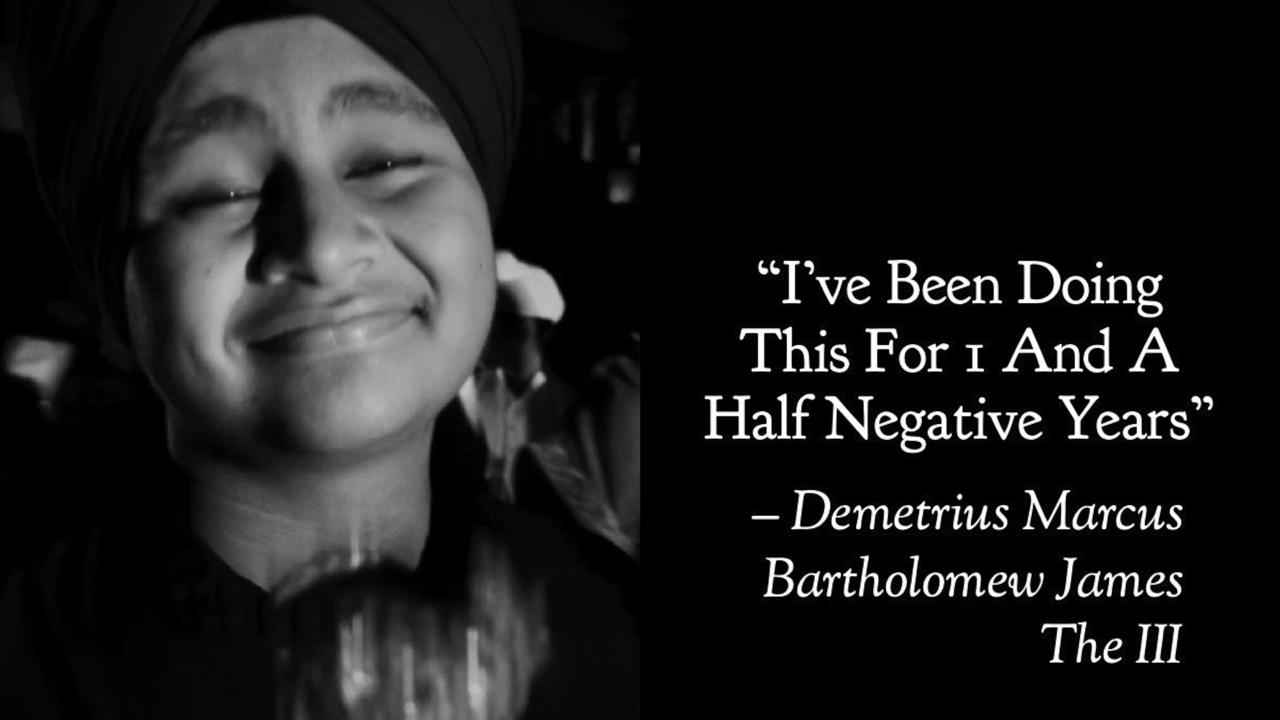 “I’ve Been Doing
This For 1 And A
Half Negative Years”
– Demetrius Marcus
Bartholomew James
The III